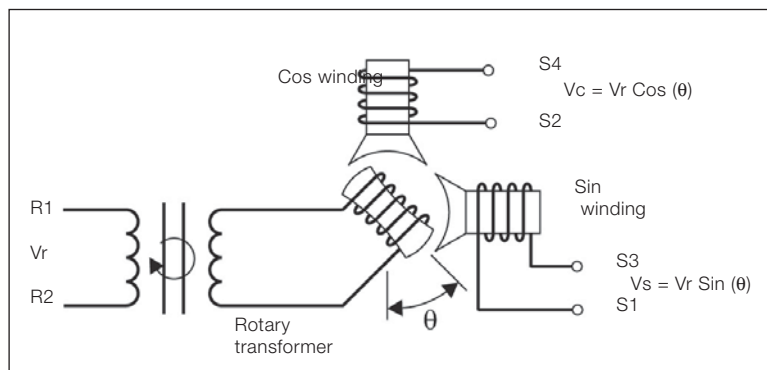 Cos winding
S4
Vc = Vr Cos (θ)
S2
Sin
winding
R1
Vr
R2
S3
Vs = Vr Sin (θ)
S1
Rotary
transformer
θ